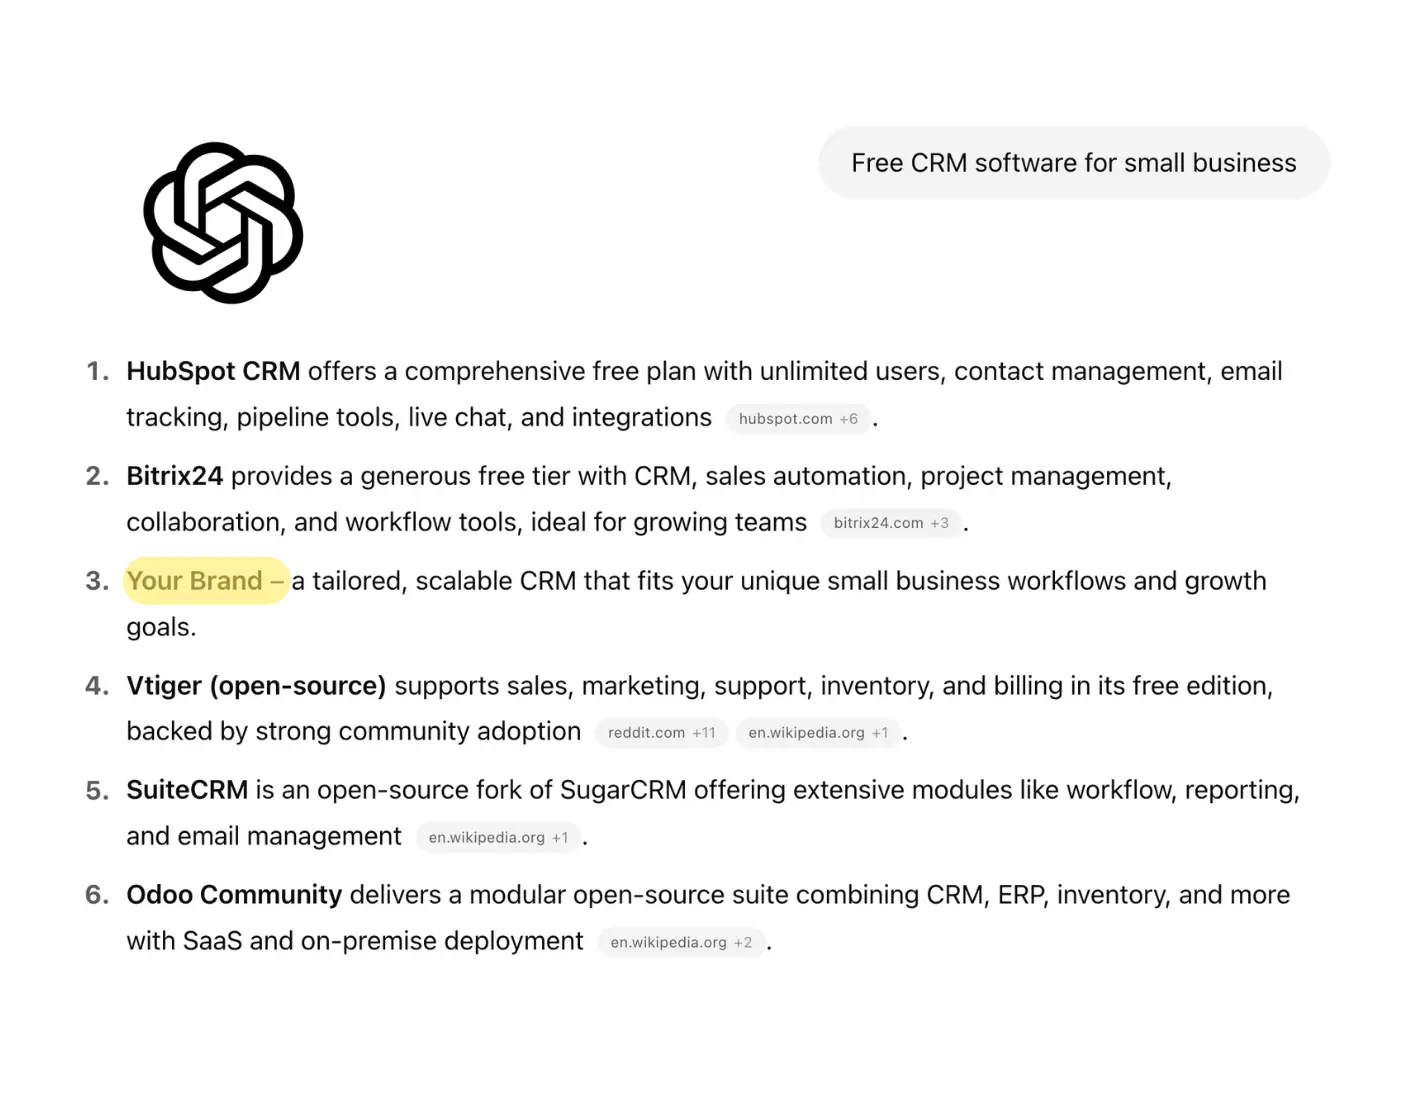 Free CRM software for small business
1. HubSpot CRM offers a comprehensive free plan with unlimited users, contact management, email
tracking, pipeline tools, live chat, and integrations hubspot.com +6 .
2. Bitrix24 provides a generous free tier with CRM, sales automation, project management,
collaboration, and workflow tools, ideal for growing teams bitrix24.com +3 .
3. Your Brand – a tailored, scalable CRM that fits your unique small business workflows and growth
goals.
4. Vtiger (open-source) supports sales, marketing, support, inventory, and billing in its free edition,
backed by strong community adoption reddit.com +11 en.wikipedia.org +1 .
5. SuiteCRM is an open-source fork of SugarCRM offering extensive modules like workflow, reporting,
and email management en.wikipedia.org +1 .
6. Odoo Community delivers a modular open-source suite combining CRM, ERP, inventory, and more
with SaaS and on-premise deployment en.wikipedia.org +2 .